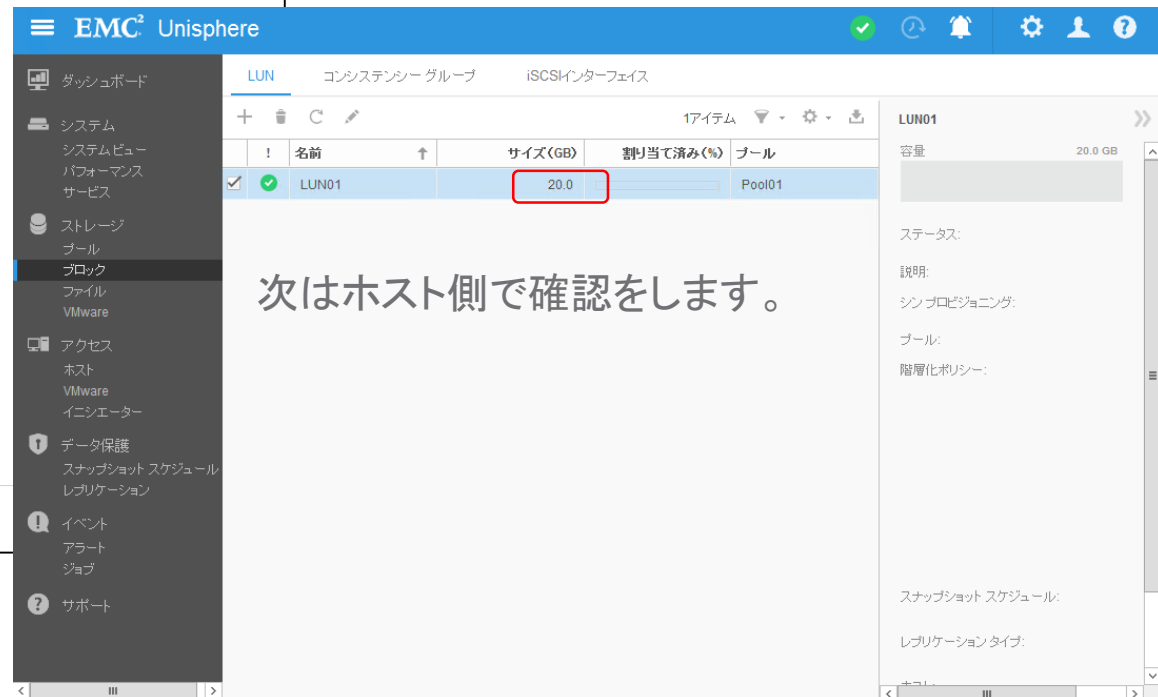 EMC² Unisphere
ダッシュボード
システム
システムビュー
パフォーマンス
サービス
ストレージ
プール
ブロック
ファイル
VMware
アクセス
ホスト
VMware
イニシエーター
データ保護
スナップショット スケジュール
レプリケーション
イベント
アラート
ジョブ
サポート
LUN コンシステンシー グループ iSCSIインターフェイス
1アイテム
! 名前 ↑ サイズ(GB) 割り当て済み(%) プール
LUN01 20.0 Pool01
次はホスト側で確認をします。
LUN01
容量 20.0 GB
ステータス:
説明:
シン プロビジョニング:
プール:
階層化ポリシー:
スナップショット スケジュール:
レプリケーション タイプ: